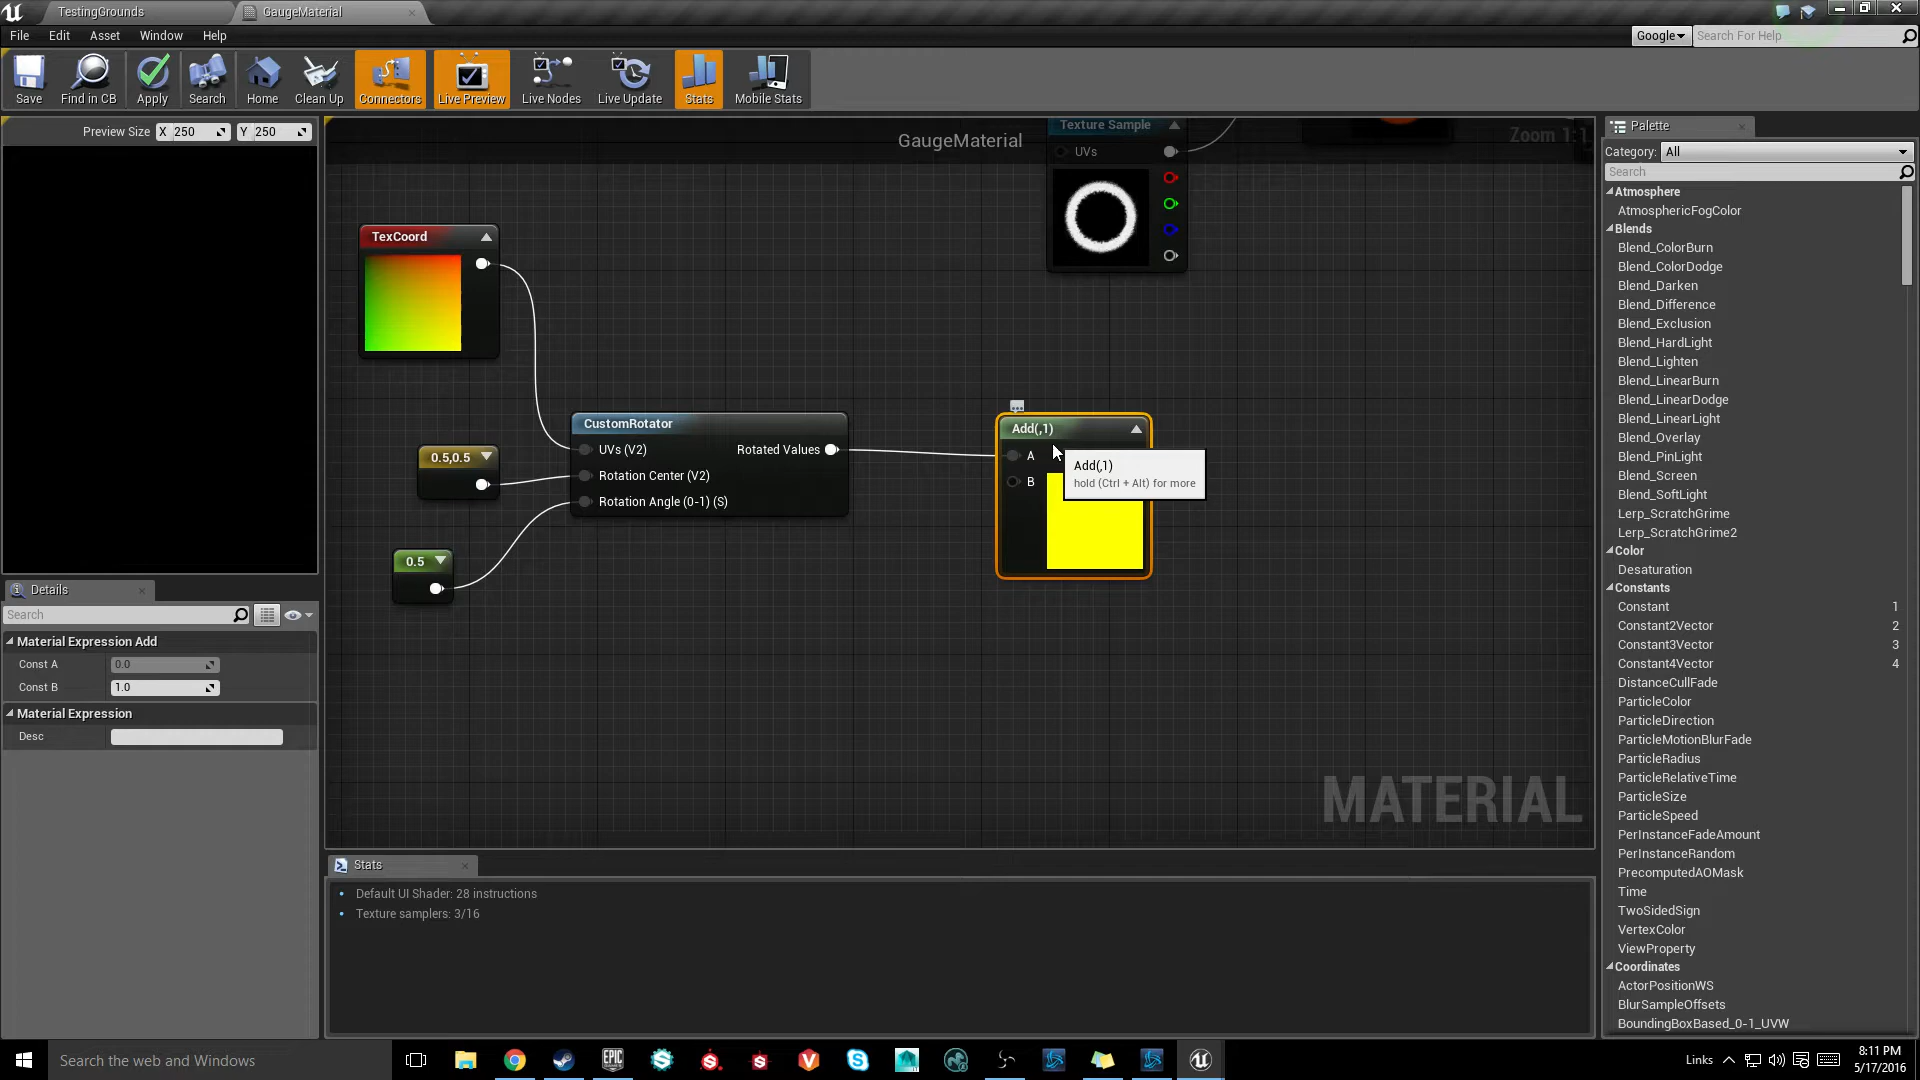 TestingGrounds
GaugeMaterial
File Edit Asset Window Help
Google Search For Help
Save Find in CB Apply Search Home Clean Up Connectors Live Preview Live Nodes Live Update Stats Mobile Stats
Preview Size X 250 Y 250
GaugeMaterial
Zoom 1:1
Texture Sample
UVs
TexCoord
CustomRotator
UVs (V2) Rotated Values
Rotation Center (V2)
Rotation Angle (0-1) (S)
0.5,0.5
0.5
Add(,1)
A
B
Add(,1)
hold (Ctrl + Alt) for more
MATERIAL
Details
Search
Material Expression Add
Const A 0.0
Const B 1.0
Material Expression
Desc
Stats
Default UI Shader: 28 instructions
Texture samplers: 3/16
Palette
Category: All
Search
Atmosphere
AtmosphericFogColor
Blends
Blend_ColorBurn
Blend_ColorDodge
Blend_Darken
Blend_Difference
Blend_Exclusion
Blend_HardLight
Blend_Lighten
Blend_LinearBurn
Blend_LinearDodge
Blend_LinearLight
Blend_Overlay
Blend_PinLight
Blend_Screen
Blend_SoftLight
Lerp_ScratchGrime
Lerp_ScratchGrime2
Color
Desaturation
Constants
Constant 1
Constant2Vector 2
Constant3Vector 3
Constant4Vector 4
DistanceCullFade
ParticleColor
ParticleDirection
ParticleMotionBlurFade
ParticleRadius
ParticleRelativeTime
ParticleSize
ParticleSpeed
PerInstanceFadeAmount
PerInstanceRandom
PrecomputedAOMask
Time
TwoSidedSign
VertexColor
ViewProperty
Coordinates
ActorPositionWS
BlurSampleOffsets
BoundingBoxBased_0-1_UVW
Search the web and Windows
EPIC
Links
8:11 PM
5/17/2016